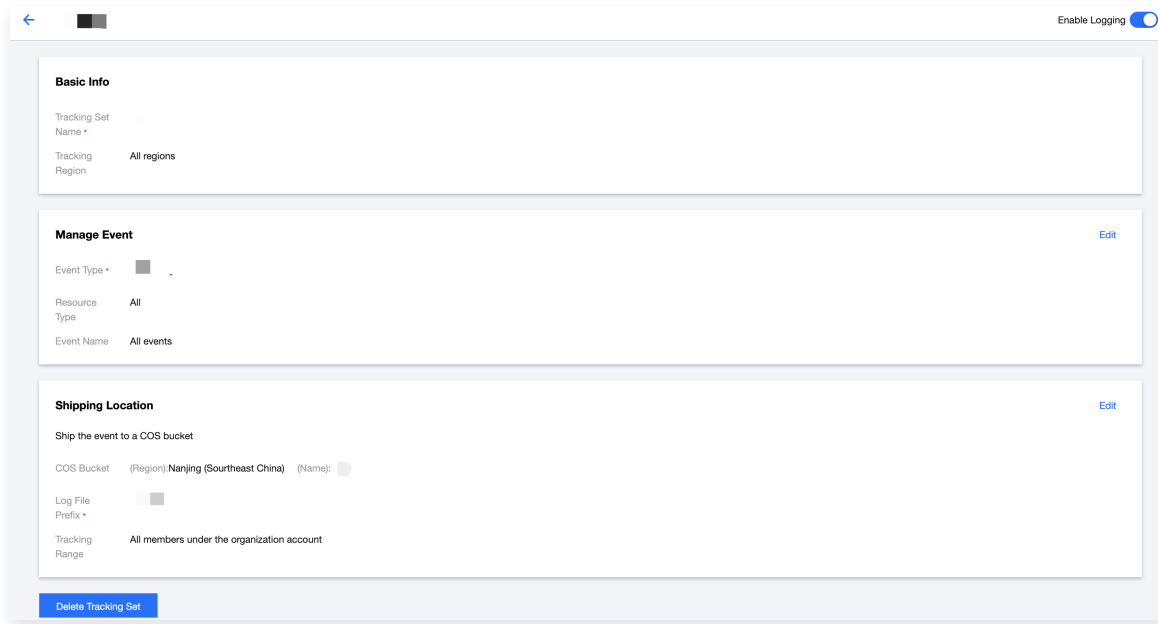 Enable Logging
Basic Info
Tracking Set
Name *
Tracking
Region
All regions
Manage Event
Edit
Event Type *
Resource
Type
All
Event Name
All events
Shipping Location
Edit
Ship the event to a COS bucket
COS Bucket
(Region):Nanjing (Sourtheast China) (Name):
Log File
Prefix *
Tracking
Range
All members under the organization account
Delete Tracking Set